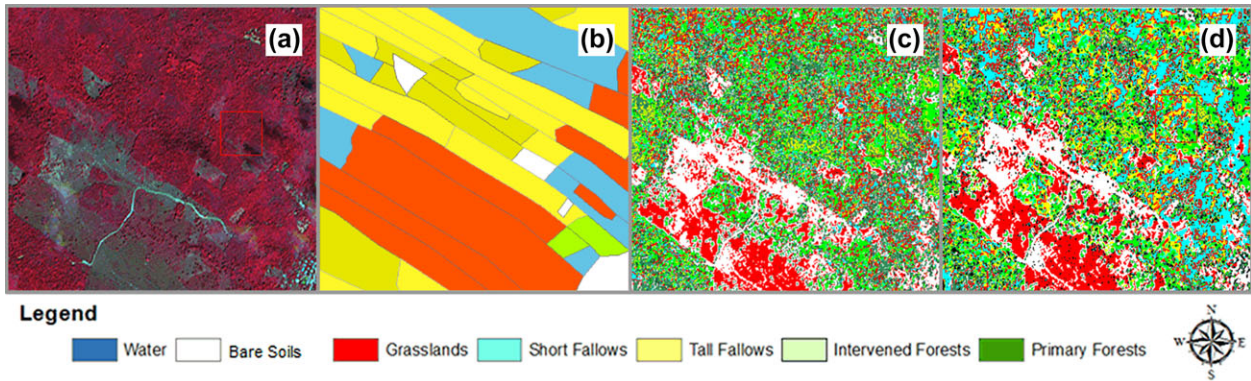 (a) (b) (c) (d)
Legend
Water Bare Soils Grasslands Short Fallows Tall Fallows Intervened Forests Primary Forests
N
W E
S